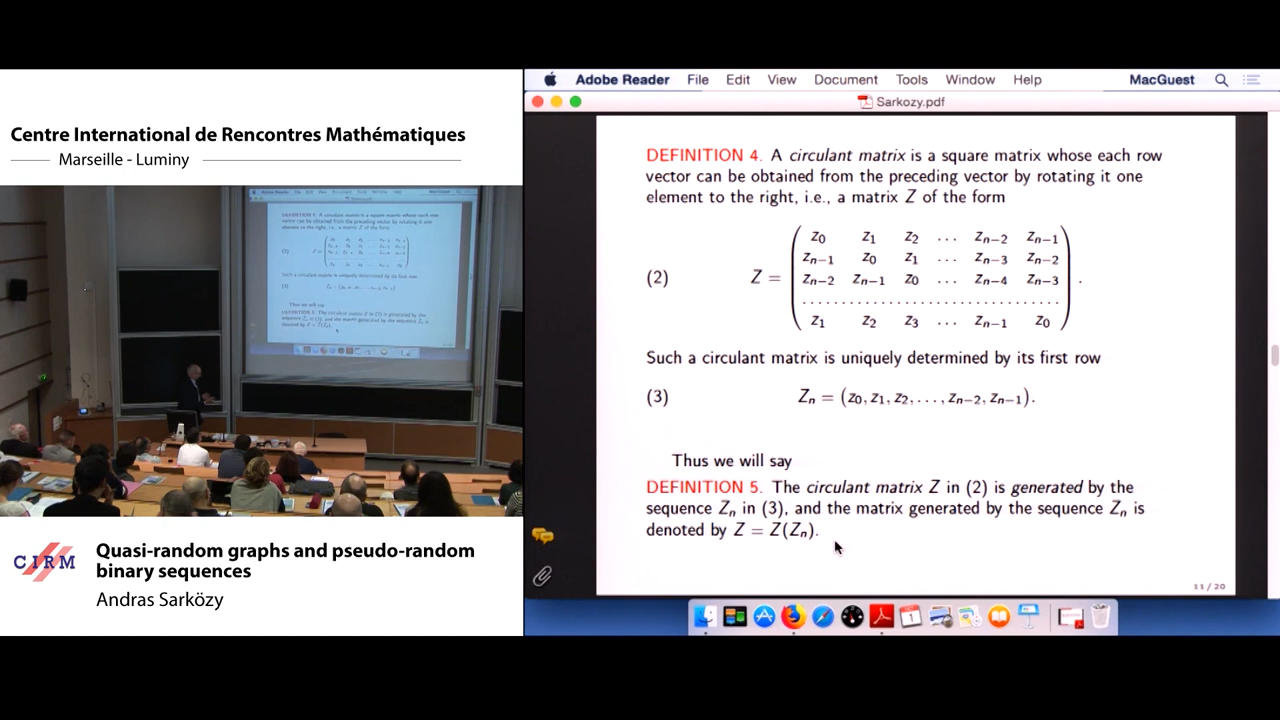 Centre International de Rencontres Mathématiques
Marseille - Luminy
CIRM
Quasi-random graphs and pseudo-random
binary sequences
Andras Sarközy
Adobe Reader File Edit View Document Tools Window Help MacGuest
Sarkozy.pdf
DEFINITION 4. A circulant matrix is a square matrix whose each row
vector can be obtained from the preceding vector by rotating it one
element to the right, i.e., a matrix Z of the form
z₀ z₁ z₂ ... zₙ₋₂ zₙ₋₁
zₙ₋₁ z₀ z₁ ... zₙ₋₃ zₙ₋₂
(2) Z = zₙ₋₂ zₙ₋₁ z₀ ... zₙ₋₄ zₙ₋₃ .
..................................
z₁ z₂ z₃ ... zₙ₋₁ z₀
Such a circulant matrix is uniquely determined by its first row
(3) Zₙ = (z₀, z₁, z₂, ..., zₙ₋₂, zₙ₋₁).
Thus we will say
DEFINITION 5. The circulant matrix Z in (2) is generated by the
sequence Zₙ in (3), and the matrix generated by the sequence Zₙ is
denoted by Z = Z(Zₙ).
11 / 20